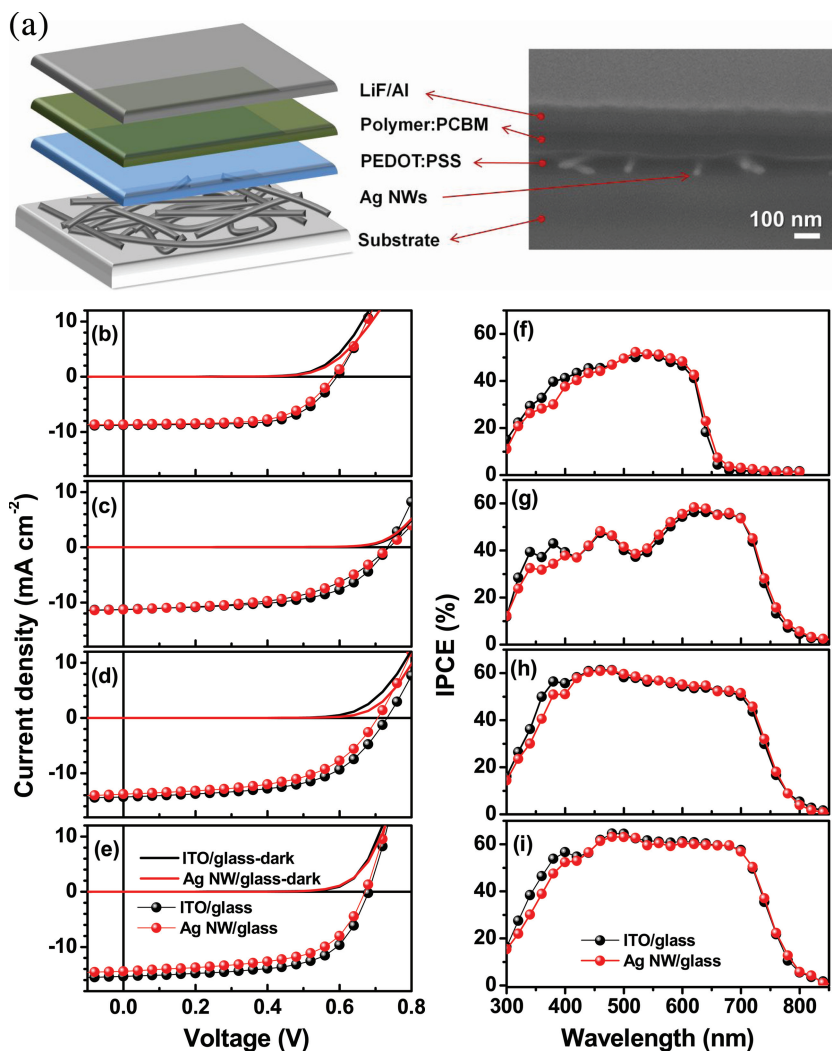 (a)
LiF/Al
Polymer:PCBM
PEDOT:PSS
Ag NWs
Substrate
100 nm
(b)
10
0
-10
(c)
10
0
-10
(d)
10
0
-10
(e)
10
0
-10
ITO/glass-dark
Ag NW/glass-dark
ITO/glass
Ag NW/glass
0.0 0.2 0.4 0.6 0.8
Voltage (V)
Current density (mA cm⁻²)
(f)
60
40
20
0
(g)
60
40
20
0
(h)
60
40
20
0
(i)
60
40
20
0
ITO/glass
Ag NW/glass
300 400 500 600 700 800
Wavelength (nm)
IPCE (%)